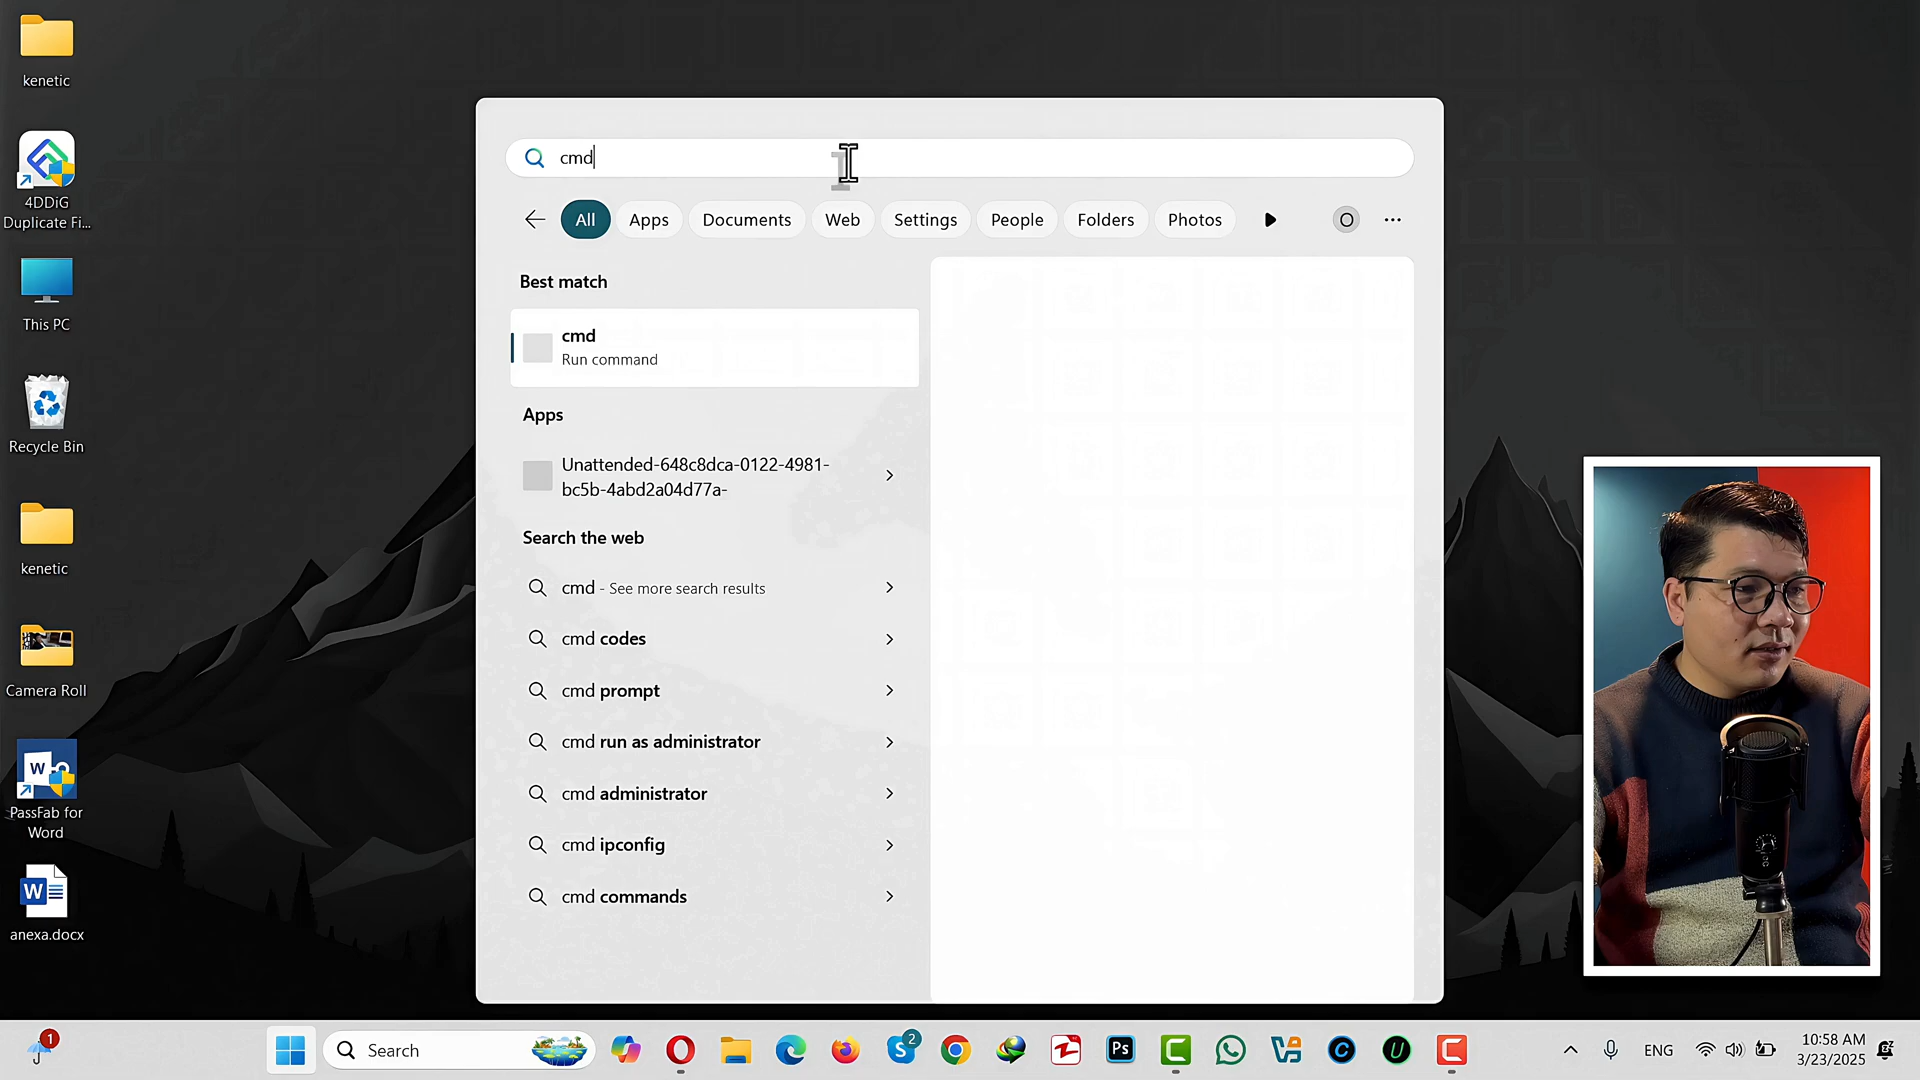 kenetic
4DDiG
Duplicate Fi...
This PC
Recycle Bin
kenetic
Camera Roll
PassFab for
Word
anexa.docx
cmd
All
Apps
Documents
Web
Settings
People
Folders
Photos
O
Best match
cmd
Run command
Apps
Unattended-648c8dca-0122-4981-
bc5b-4abd2a04d77a-
Search the web
cmd - See more search results
cmd codes
cmd prompt
cmd run as administrator
cmd administrator
cmd ipconfig
cmd commands
1
Search
2
Ps
ENG
10:58 AM
3/23/2025